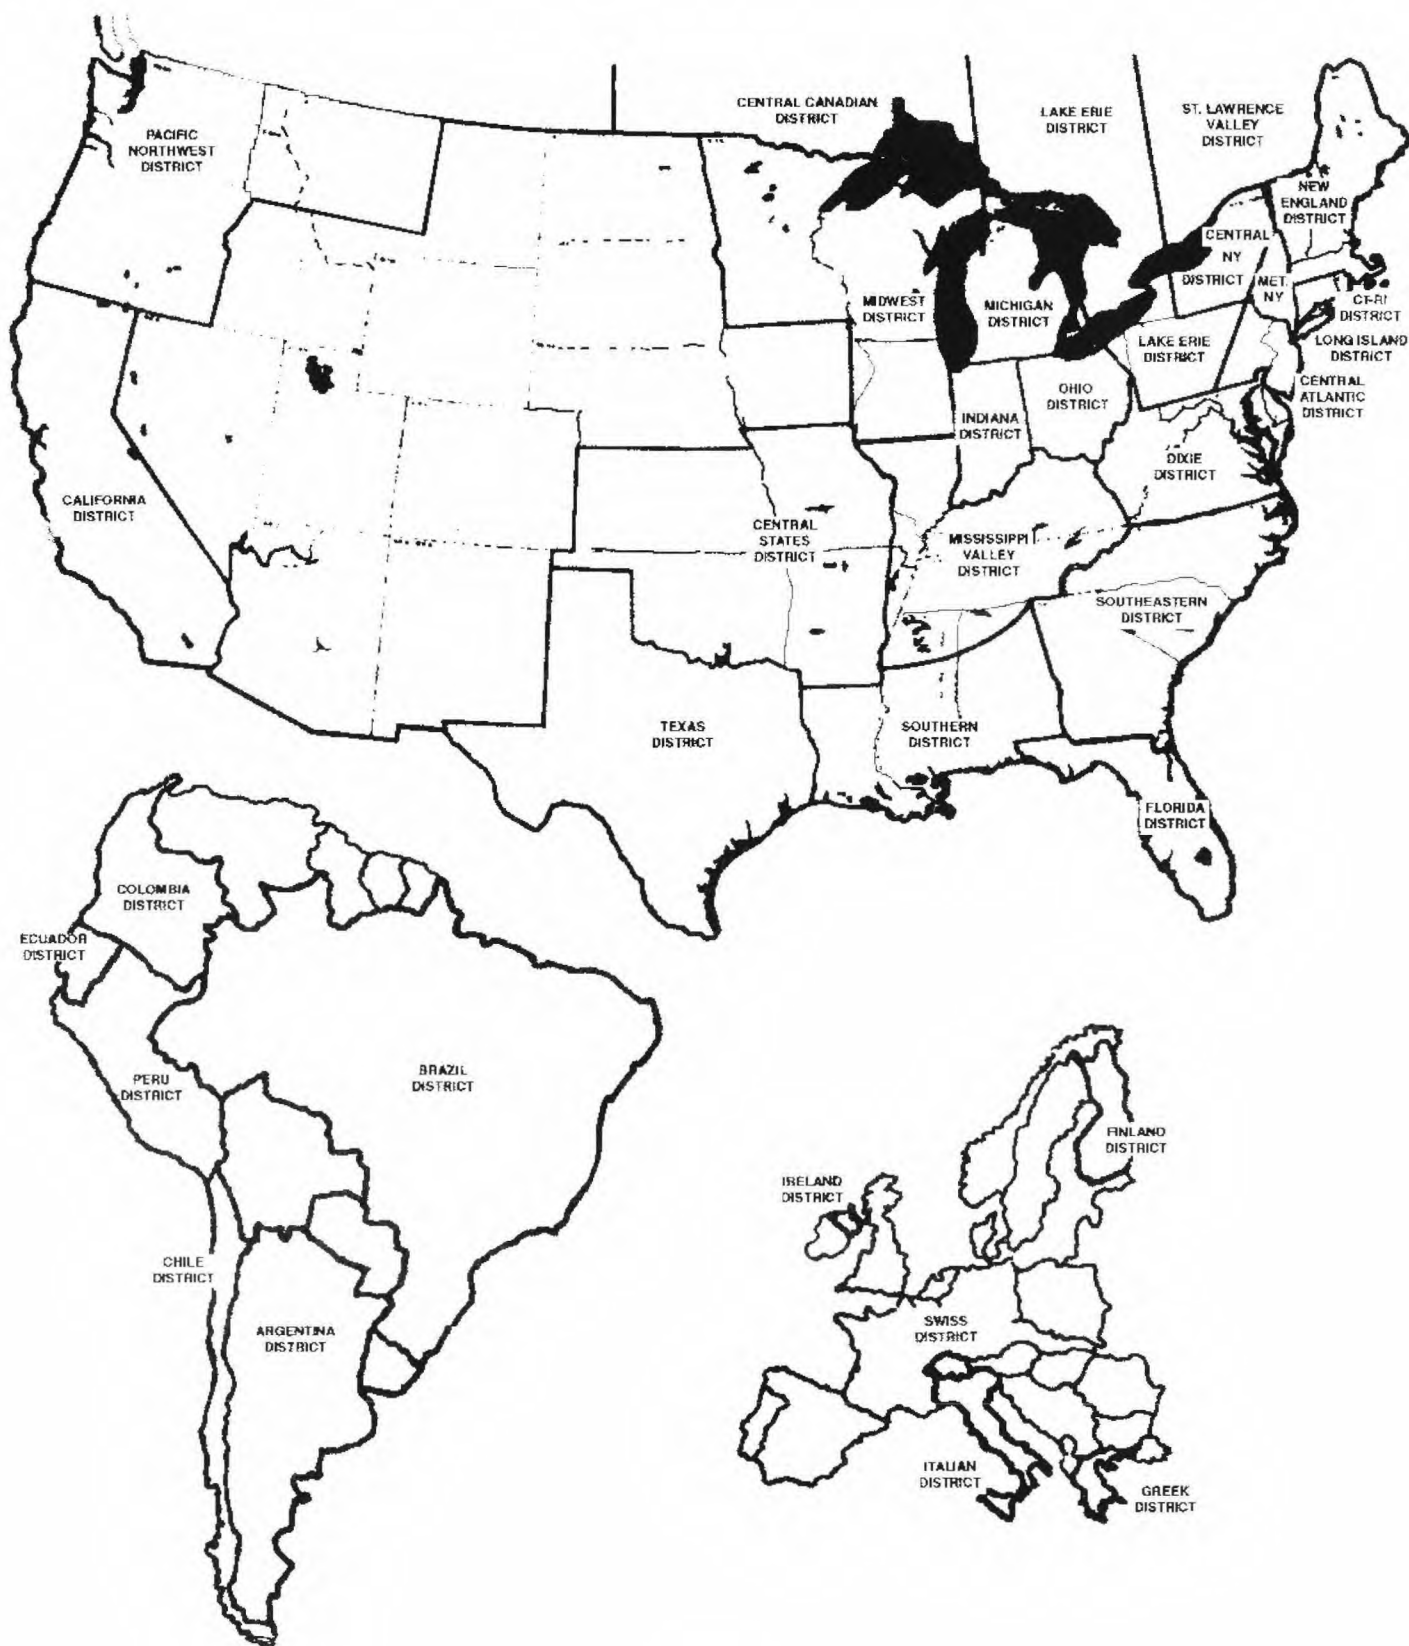 CENTRAL CANADIAN
DISTRICT
LAKE ERIE
DISTRICT
ST. LAWRENCE
VALLEY
DISTRICT
PACIFIC
NORTHWEST
DISTRICT
NEW
ENGLAND
DISTRICT
CENTRAL
NY
DISTRICT
MET.
NY
CT-RI
DISTRICT
MIDWEST
DISTRICT
MICHIGAN
DISTRICT
LAKE ERIE
DISTRICT
LONG ISLAND
DISTRICT
CENTRAL
ATLANTIC
DISTRICT
OHIO
DISTRICT
INDIANA
DISTRICT
DIXIE
DISTRICT
CALIFORNIA
DISTRICT
CENTRAL
STATES
DISTRICT
MISSISSIPPI
VALLEY
DISTRICT
SOUTHEASTERN
DISTRICT
TEXAS
DISTRICT
SOUTHERN
DISTRICT
FLORIDA
DISTRICT
COLOMBIA
DISTRICT
ECUADOR
DISTRICT
PERU
DISTRICT
BRAZIL
DISTRICT
CHILE
DISTRICT
ARGENTINA
DISTRICT
FINLAND
DISTRICT
IRELAND
DISTRICT
SWISS
DISTRICT
ITALIAN
DISTRICT
GREEK
DISTRICT